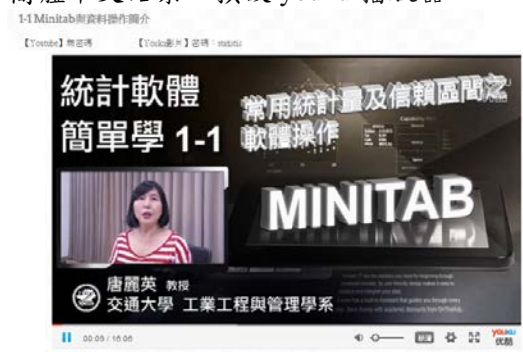 1-1 Minitab與資料操作簡介
【Youtube】無密碼 【Youku影片】密碼：statistic
統計軟體
簡單學 1-1
常用統計量及信賴區間之
軟體操作
MINITAB
唐麗英 教授
交通大學 工業工程與管理學系
00:05 / 16:06
YOUKU
优酷